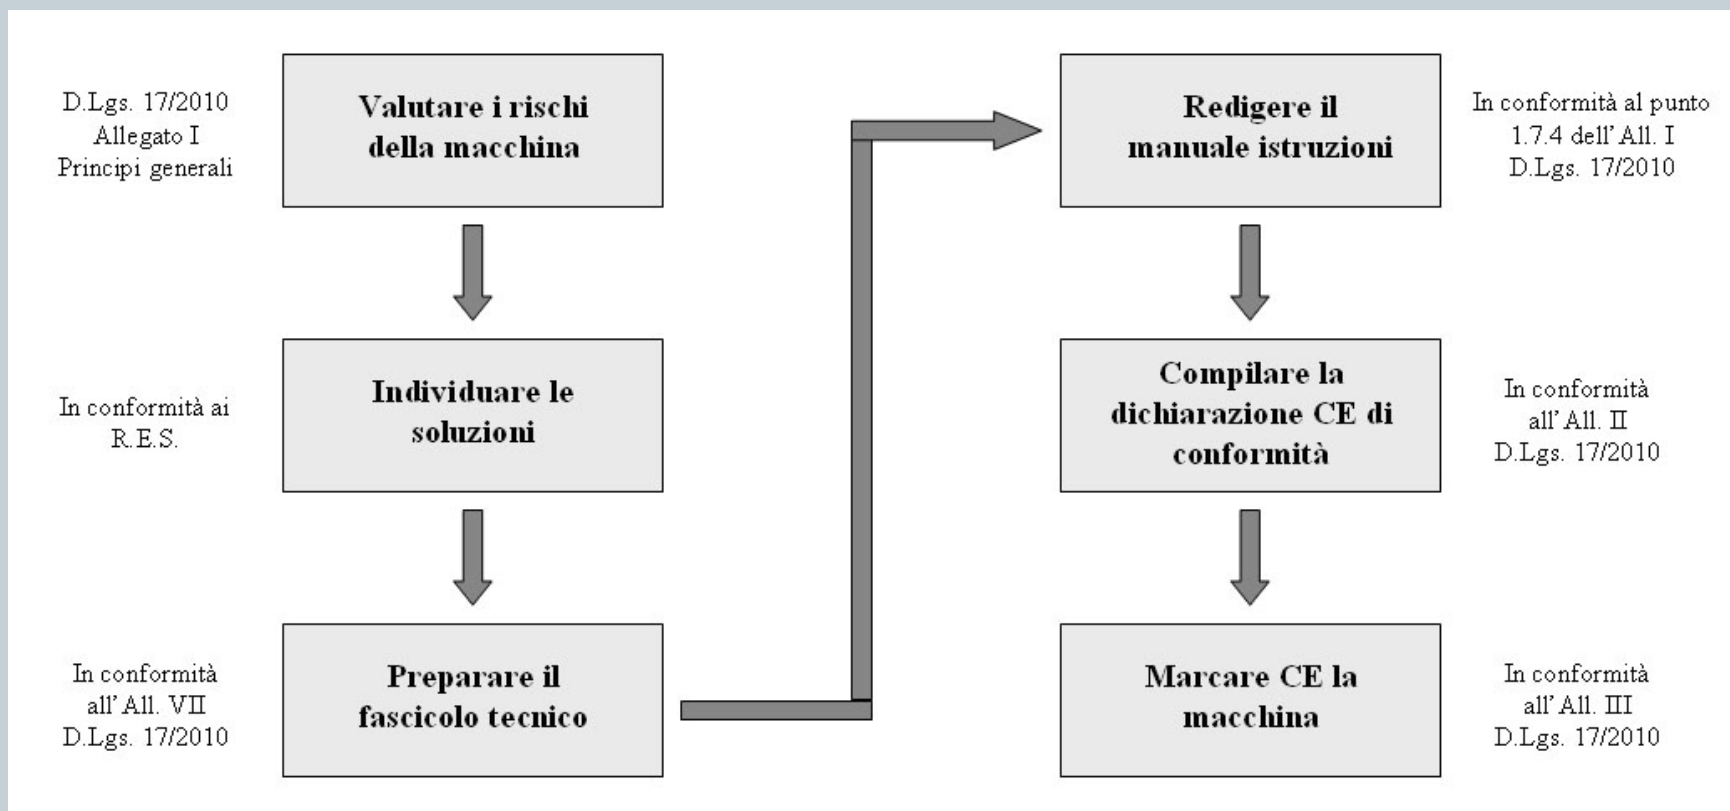 D.Lgs. 17/2010
Allegato I
Principi generali
Valutare i rischi
della macchina
In conformità ai
R.E.S.
Individuare le
soluzioni
In conformità
all'All. VII
D.Lgs. 17/2010
Preparare il
fascicolo tecnico
Redigere il
manuale istruzioni
In conformità al punto
1.7.4 dell'All. I
D.Lgs. 17/2010
Compilare la
dichiarazione CE di
conformità
In conformità
all'All. II
D.Lgs. 17/2010
Marcare CE la
macchina
In conformità
all'All. III
D.Lgs. 17/2010